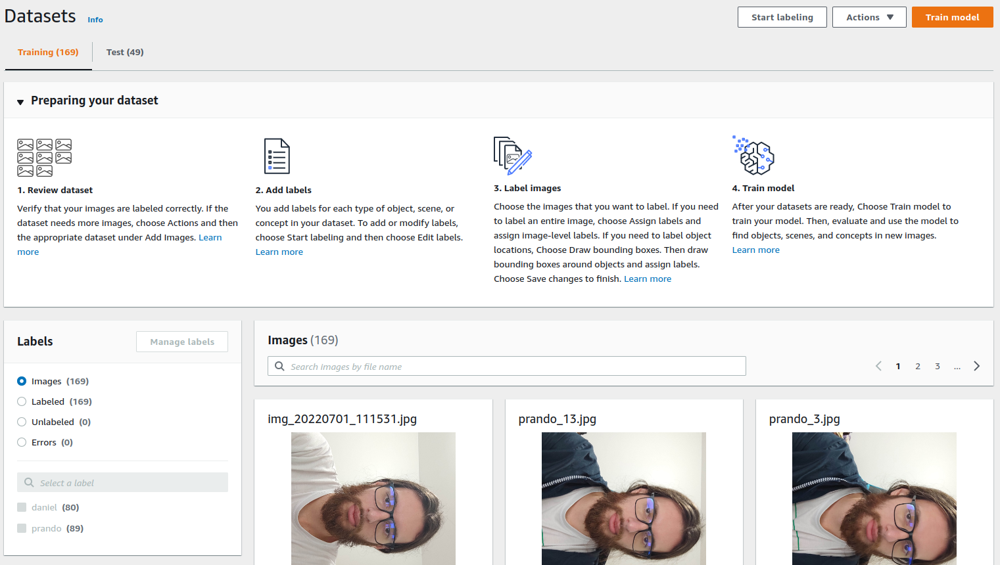 Datasets Info
Start labeling
Actions
Train model
Training (169)
Test (49)
Preparing your dataset
1. Review dataset
Verify that your images are labeled correctly. If the
dataset needs more images, choose Actions and then
the appropriate dataset under Add Images. Learn
more
2. Add labels
You add labels for each type of object, scene, or
concept in your dataset. To add or modify labels,
choose Start labeling and then choose Edit labels.
Learn more
3. Label images
Choose the images that you want to label. If you need
to label an entire image, choose Assign labels and
assign image-level labels. If you need to label object
locations, Choose Draw bounding boxes. Then draw
bounding boxes around objects and assign labels.
Choose Save changes to finish. Learn more
4. Train model
After your datasets are ready, Choose Train model to
train your model. Then, evaluate and use the model to
find objects, scenes, and concepts in new images.
Learn more
Labels
Manage labels
Images (169)
Labeled (169)
Unlabeled (0)
Errors (0)
Select a label
daniel (80)
prando (89)
Images (169)
Search images by file name
1 2 3 ...
img_20220701_111531.jpg
prando_13.jpg
prando_3.jpg